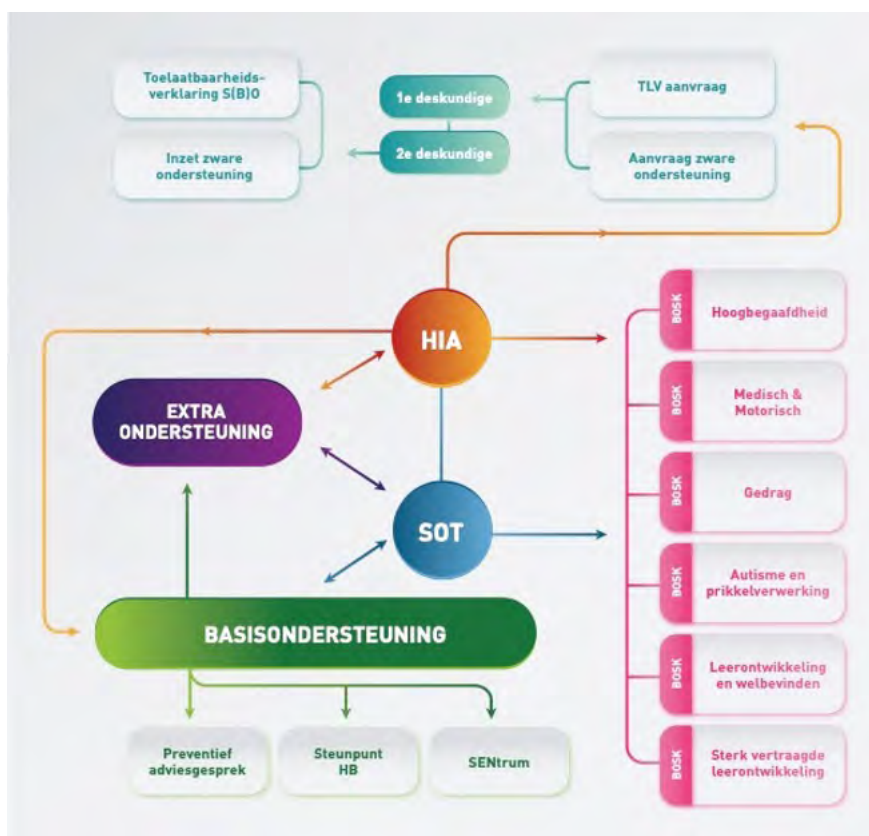 Toelaatbaarheids-
verklaring S(B)O
Inzet zware
ondersteuning
1e deskundige
2e deskundige
TLV aanvraag
Aanvraag zware
ondersteuning
HIA
EXTRA
ONDERSTEUNING
SOT
BASISONDERSTEUNING
Preventief
adviesgesprek
Steunpunt
HB
SENtrum
BOSK
Hoogbegaafdheid
BOSK
Medisch &
Motorisch
BOSK
Gedrag
BOSK
Autisme en
prikkelverwerking
BOSK
Leerontwikkeling
en welbevinden
BOSK
Sterk vertraagde
leerontwikkeling